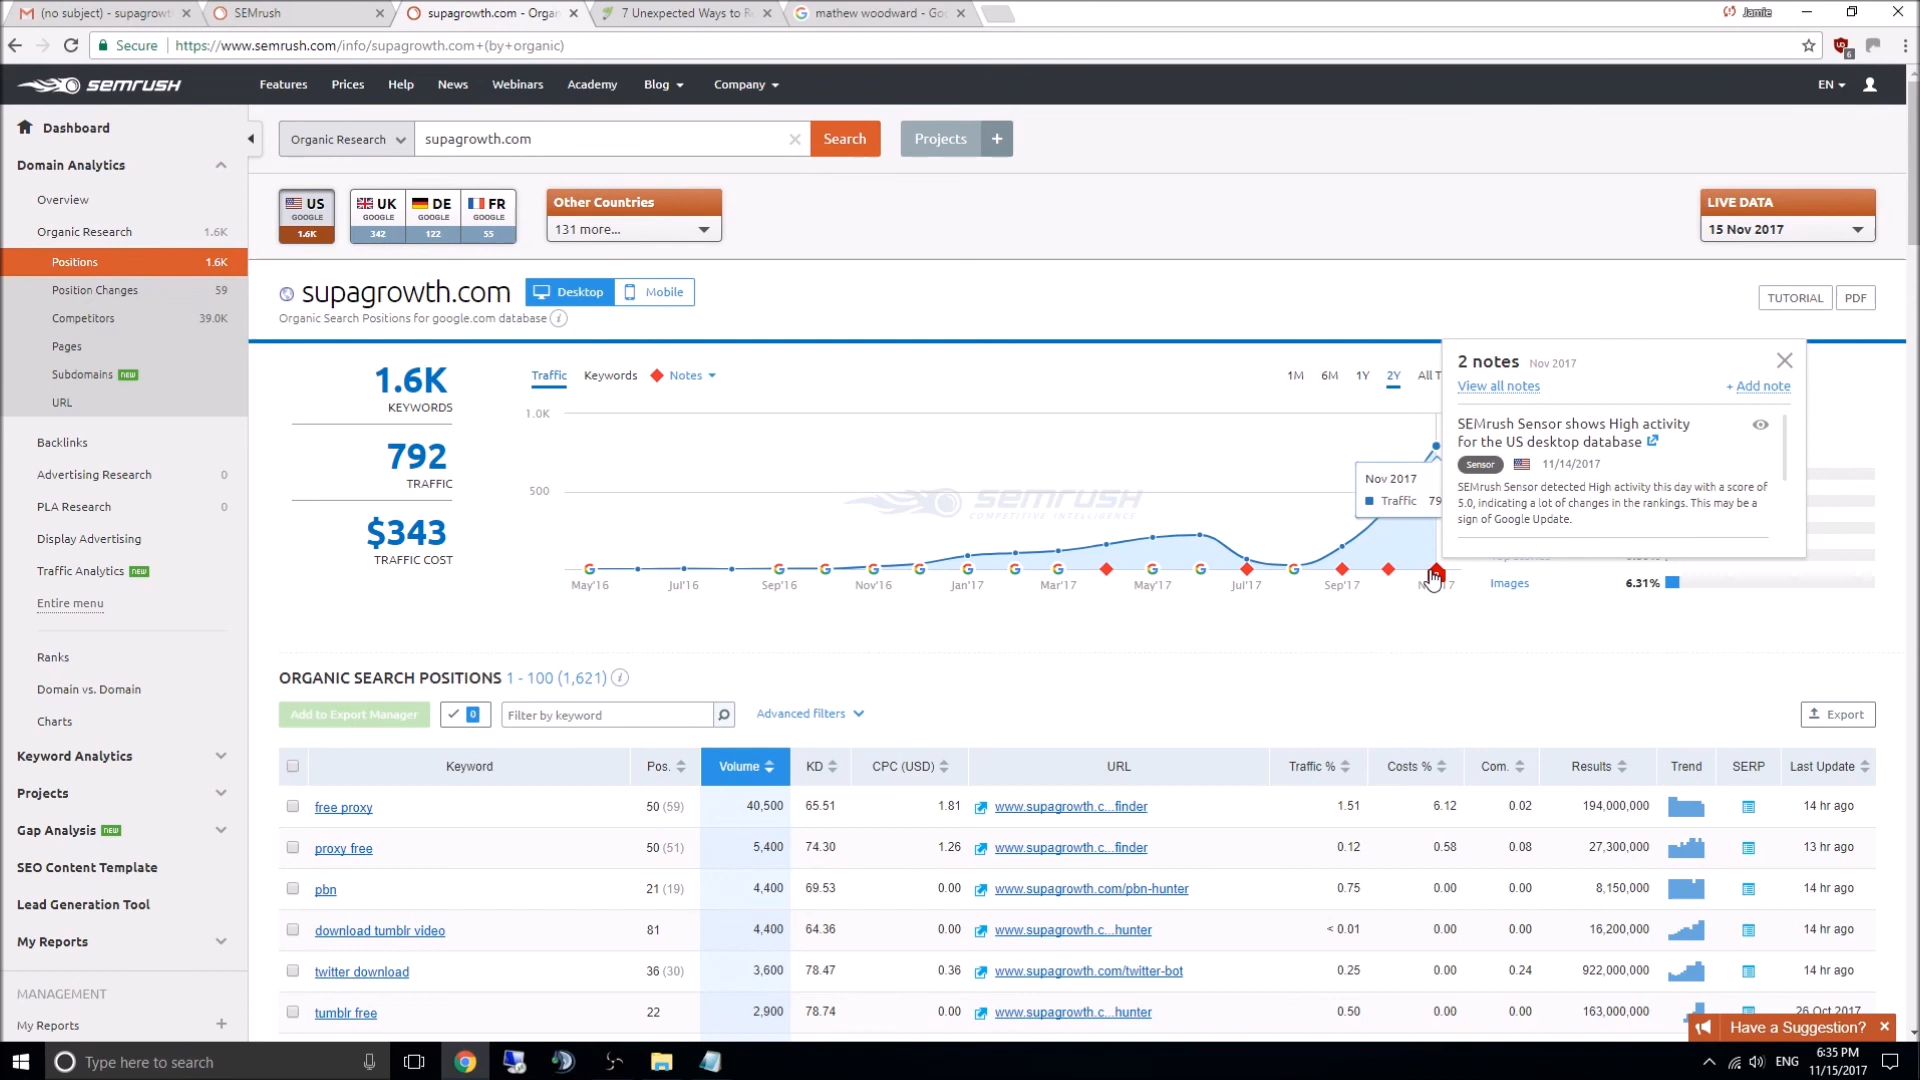 (no subject) - supagrowt
SEMrush
supagrowth.com - Orga
7 Unexpected Ways to R
mathew woodward - Go
Jamie
Secure
https://www.semrush.com/info/supagrowth.com+(by+organic)
6
SEMRUSH
Features
Prices
Help
News
Webinars
Academy
Blog
Company
EN
Dashboard
Domain Analytics
Overview
Organic Research 1.6K
Positions 1.6K
Position Changes 59
Competitors 39.0K
Pages
Subdomains NEW
URL
Backlinks
Advertising Research 0
PLA Research 0
Display Advertising
Traffic Analytics NEW
Entire menu
Ranks
Domain vs. Domain
Charts
Keyword Analytics
Projects
Gap Analysis NEW
SEO Content Template
Lead Generation Tool
My Reports
MANAGEMENT
My Reports +
Organic Research
supagrowth.com
Search
Projects +
US GOOGLE 1.6K
UK GOOGLE 342
DE GOOGLE 122
FR GOOGLE 55
Other Countries
131 more...
LIVE DATA
15 Nov 2017
supagrowth.com
Desktop
Mobile
TUTORIAL
PDF
Organic Search Positions for google.com database i
1.6K
KEYWORDS
792
TRAFFIC
$343
TRAFFIC COST
Traffic
Keywords
Notes
1M 6M 1Y 2Y All T
1.0K
500
SEMRUSH
COMPETITIVE INTELLIGENCE
Nov 2017
Traffic 79
May'16 Jul'16 Sep'16 Nov'16 Jan'17 Mar'17 May'17 Jul'17 Sep'17
2 notes Nov 2017
View all notes
+ Add note
SEMrush Sensor shows High activity
for the US desktop database
Sensor 11/14/2017
SEMrush Sensor detected High activity this day with a score of
5.0, indicating a lot of changes in the rankings. This may be a
sign of Google Update.
Images 6.31%
ORGANIC SEARCH POSITIONS 1 - 100 (1,621) i
Add to Export Manager
0
Filter by keyword
Advanced filters
Export
Keyword Pos. Volume KD CPC (USD) URL Traffic % Costs % Com. Results Trend SERP Last Update
free proxy 50 (59) 40,500 65.51 1.81 www.supagrowth.c...finder 1.51 6.12 0.02 194,000,000 14 hr ago
proxy free 50 (51) 5,400 74.30 1.26 www.supagrowth.c...finder 0.12 0.58 0.08 27,300,000 13 hr ago
pbn 21 (19) 4,400 69.53 0.00 www.supagrowth.com/pbn-hunter 0.75 0.00 0.00 8,150,000 14 hr ago
download tumblr video 81 4,400 64.36 0.00 www.supagrowth.c...hunter < 0.01 0.00 0.00 16,200,000 14 hr ago
twitter download 36 (30) 3,600 78.47 0.36 www.supagrowth.com/twitter-bot 0.25 0.00 0.24 922,000,000 14 hr ago
tumblr free 22 2,900 78.74 0.00 www.supagrowth.c...hunter 0.50 0.00 0.00 163,000,000 26 Oct 2017
Have a Suggestion?
Type here to search
ENG
6:35 PM
11/15/2017